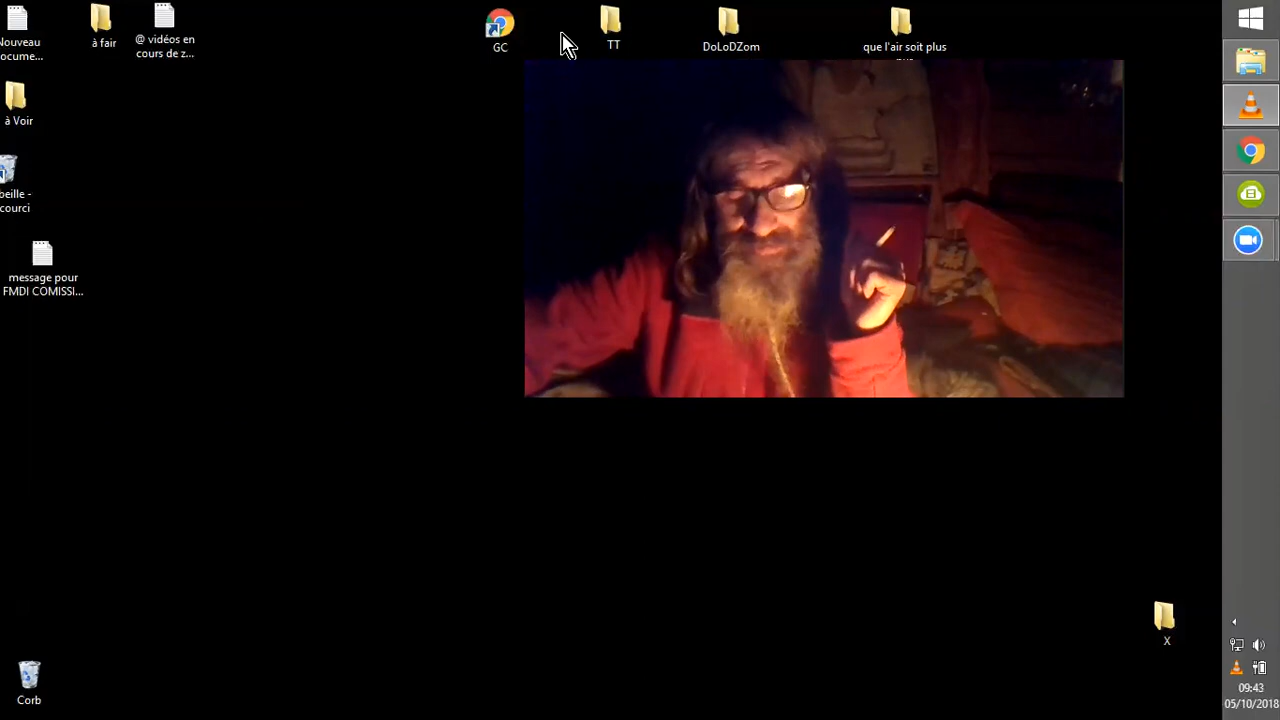 Nouveau
ocume...
à fair
@ vidéos en
cours de z...
GC
TT
DoLoDZom
que l'air soit plus
à Voir
beille -
courci
message pour
FMDI COMISSI...
X
Corb
09:43
05/10/2018